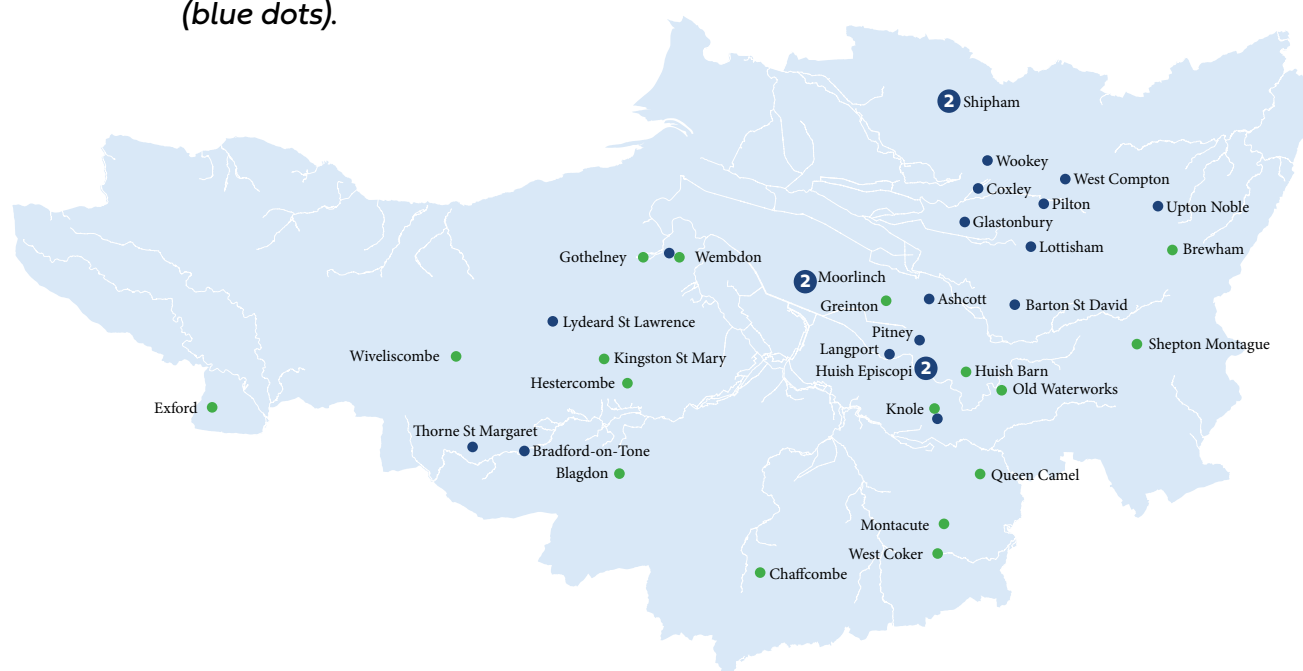 (blue dots).
2 Shipham
Wookey
West Compton
Coxley
Pilton
Upton Noble
Glastonbury
Lottisham
Brewham
Gothelney
Wembdon
2 Moorlinch
Greinton
Ashcott
Barton St David
Lydeard St Lawrence
Pitney
Shepton Montague
Langport
Wiveliscombe
Kingston St Mary
Huish Episcopi 2
Huish Barn
Hestercombe
Old Waterworks
Exford
Knole
Thorne St Margaret
Bradford-on-Tone
Blagdon
Queen Camel
Montacute
West Coker
Chaffcombe